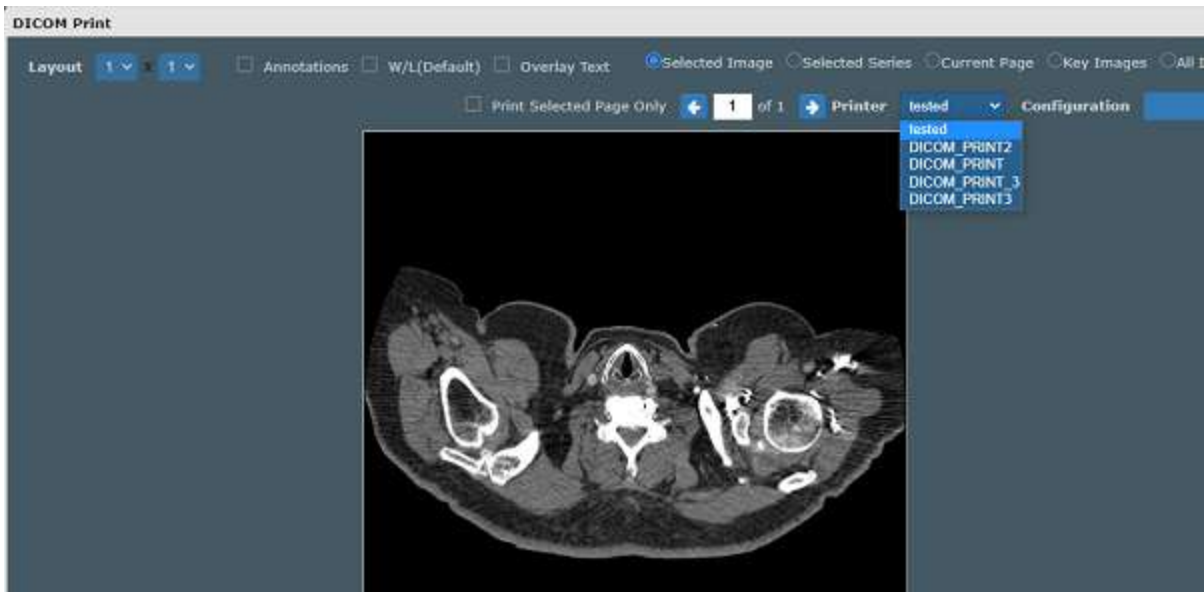 DICOM Print
Layout 1 x 1 Annotations W/L(Default) Overlay Text Selected Image Selected Series Current Page Key Images All
Print Selected Page Only 1 of 1 Printer tested Configuration
tested
DICOM_PRINT2
DICOM_PRINT
DICOM_PRINT_3
DICOM_PRINT3